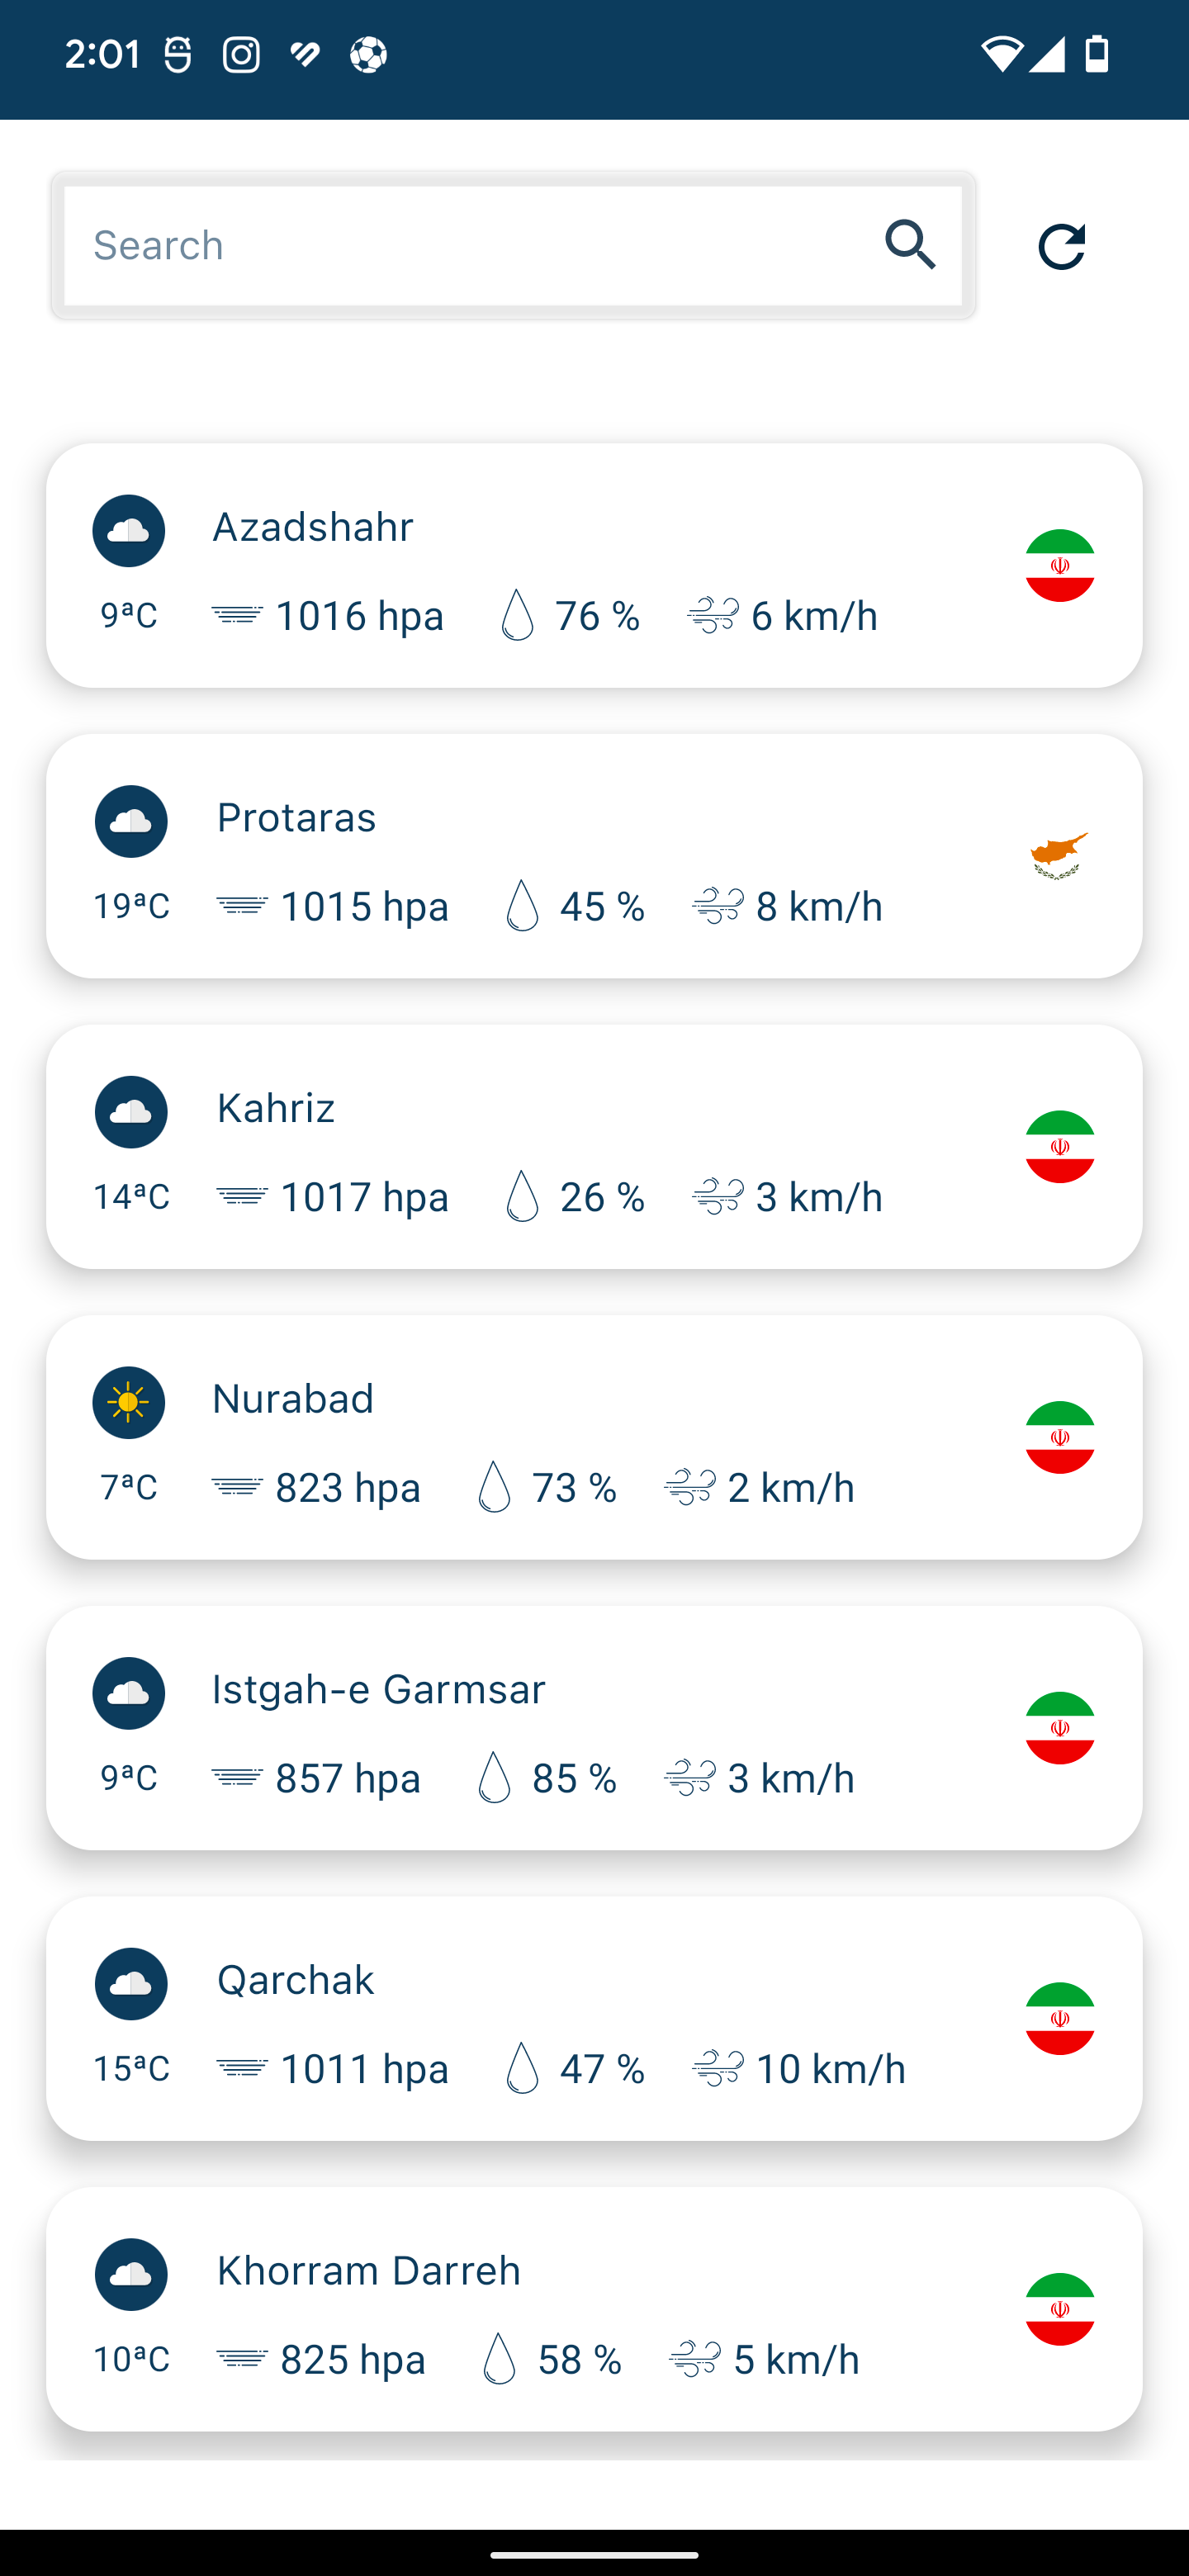 2:01
Search
Azadshahr
9ªC 1016 hpa 76 % 6 km/h
Protaras
19ªC 1015 hpa 45 % 8 km/h
Kahriz
14ªC 1017 hpa 26 % 3 km/h
Nurabad
7ªC 823 hpa 73 % 2 km/h
Istgah-e Garmsar
9ªC 857 hpa 85 % 3 km/h
Qarchak
15ªC 1011 hpa 47 % 10 km/h
Khorram Darreh
10ªC 825 hpa 58 % 5 km/h